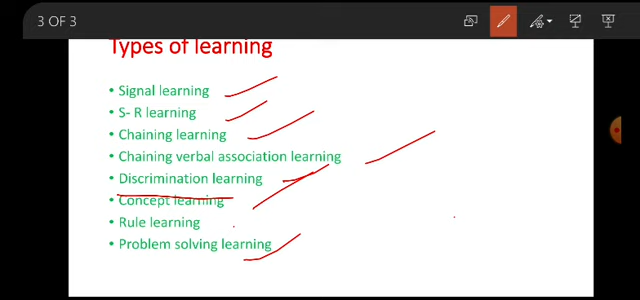 3 OF 3
Types of learning
• Signal learning
• S- R learning
• Chaining learning
• Chaining verbal association learning
• Discrimination learning
• Concept learning
• Rule learning
• Problem solving learning